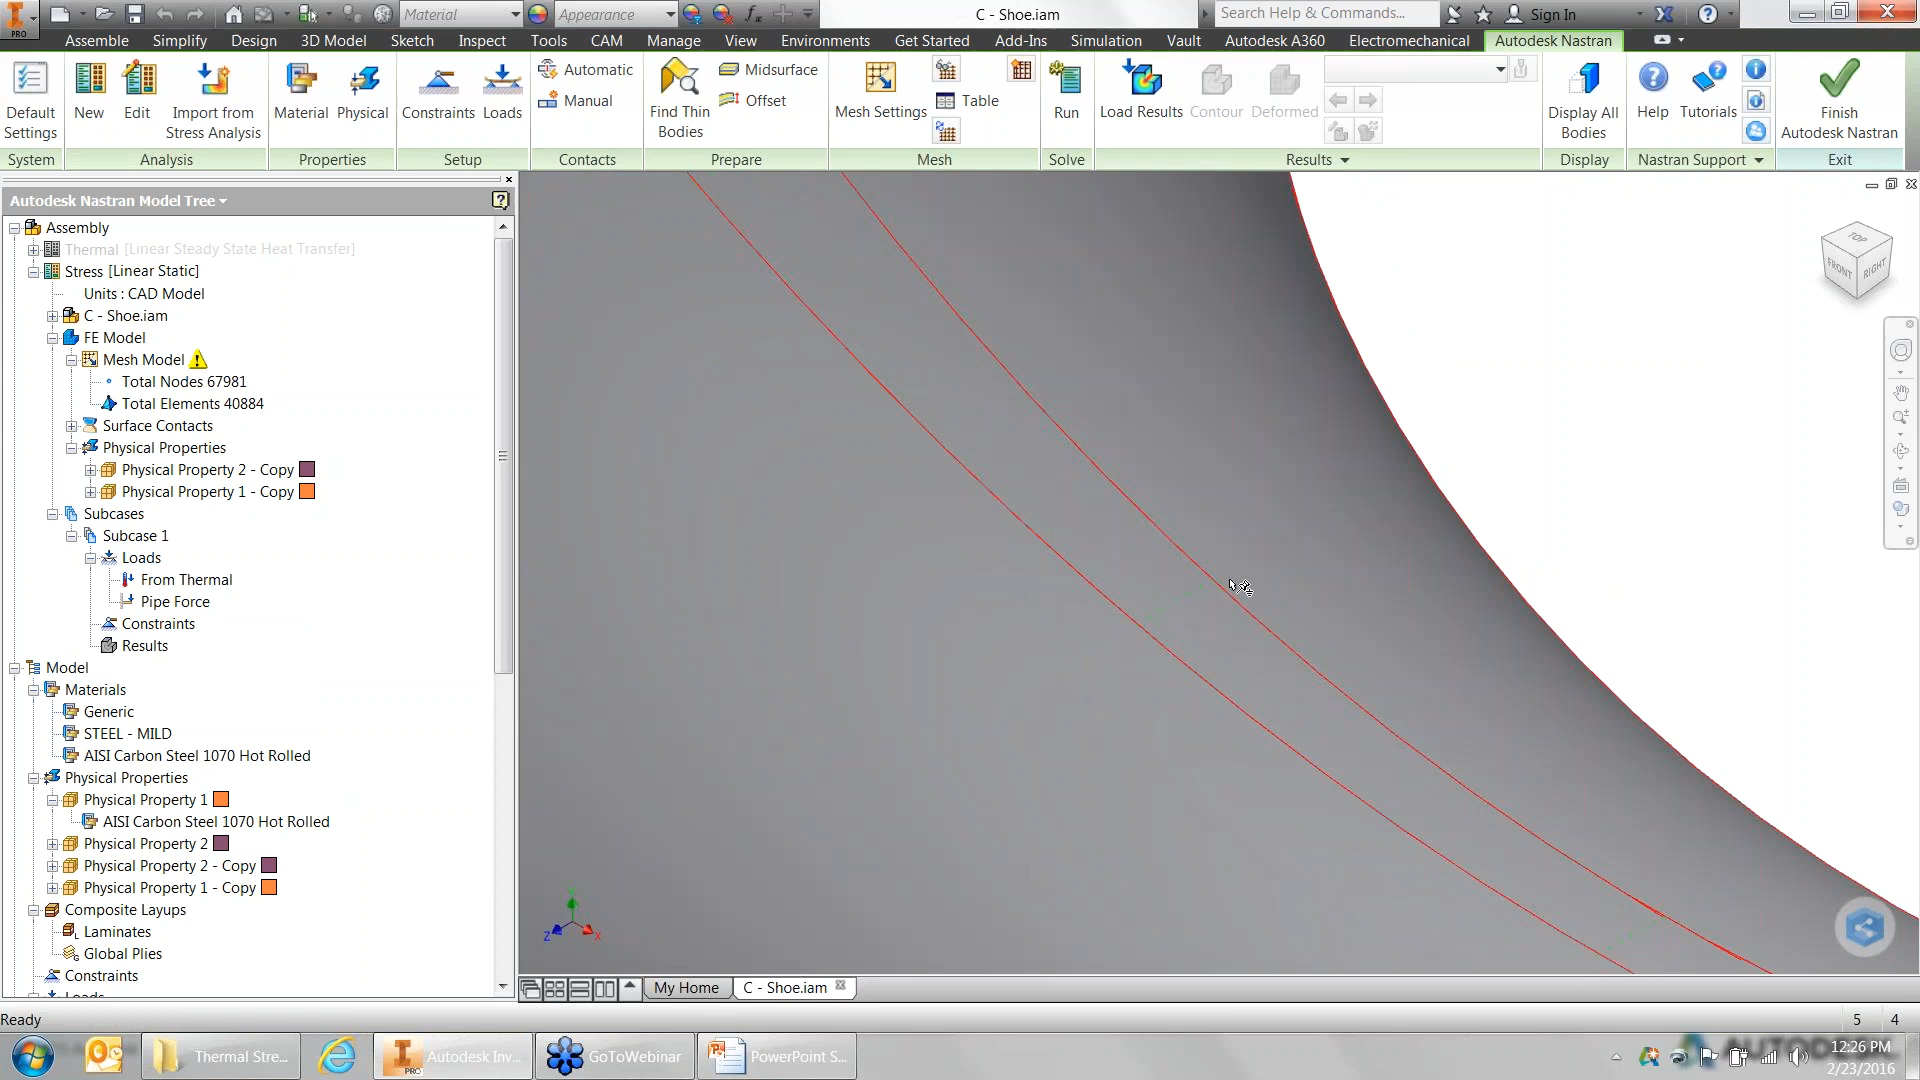 Material
Appearance
C - Shoe.iam
Search Help & Commands...
Sign In
PRO
Assemble Simplify Design 3D Model Sketch Inspect Tools CAM Manage View Environments Get Started Add-Ins Simulation Vault Autodesk A360 Electromechanical Autodesk Nastran
Default Settings
New
Edit
Import from Stress Analysis
Material
Physical
Constraints
Loads
Automatic
Manual
Find Thin Bodies
Midsurface
Offset
Mesh Settings
Table
Run
Load Results
Contour
Deformed
Display All Bodies
Help
Tutorials
Finish Autodesk Nastran
System Analysis Properties Setup Contacts Prepare Mesh Solve Results Display Nastran Support Exit
Autodesk Nastran Model Tree
Assembly
Thermal [Linear Steady State Heat Transfer]
Stress [Linear Static]
Units : CAD Model
C - Shoe.iam
FE Model
Mesh Model
Total Nodes 67981
Total Elements 40884
Surface Contacts
Physical Properties
Physical Property 2 - Copy
Physical Property 1 - Copy
Subcases
Subcase 1
Loads
From Thermal
Pipe Force
Constraints
Results
Model
Materials
Generic
STEEL - MILD
AISI Carbon Steel 1070 Hot Rolled
Physical Properties
Physical Property 1
AISI Carbon Steel 1070 Hot Rolled
Physical Property 2
Physical Property 2 - Copy
Physical Property 1 - Copy
Composite Layups
Laminates
Global Plies
Constraints
Loads
TOP
FRONT
RIGHT
Z
X
My Home
C - Shoe.iam
Ready
5 4
Thermal Stre...
PRO
Autodesk Inv...
GoToWebinar
PowerPoint S...
12:26 PM
2/23/2016